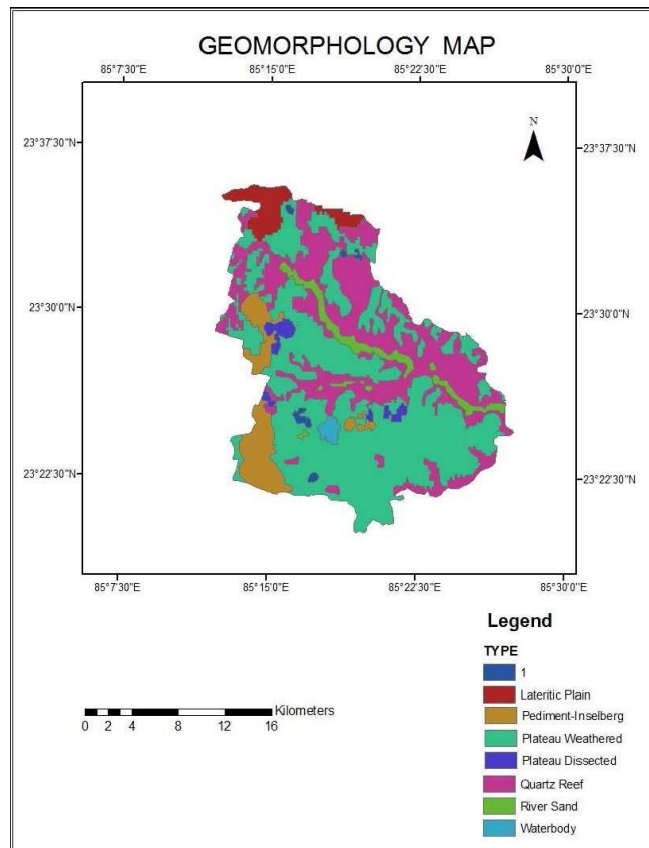 GEOMORPHOLOGY MAP
85°7'30"E 85°15'0"E 85°22'30"E 85°30'0"E
N
23°37'30"N 23°37'30"N
23°30'0"N 23°30'0"N
23°22'30"N 23°22'30"N
85°7'30"E 85°15'0"E 85°22'30"E 85°30'0"E
Legend
TYPE
1
Lateritic Plain
Pediment-Inselberg
Plateau Weathered
Plateau Dissected
Quartz Reef
River Sand
Waterbody
Kilometers
0 2 4 8 12 16